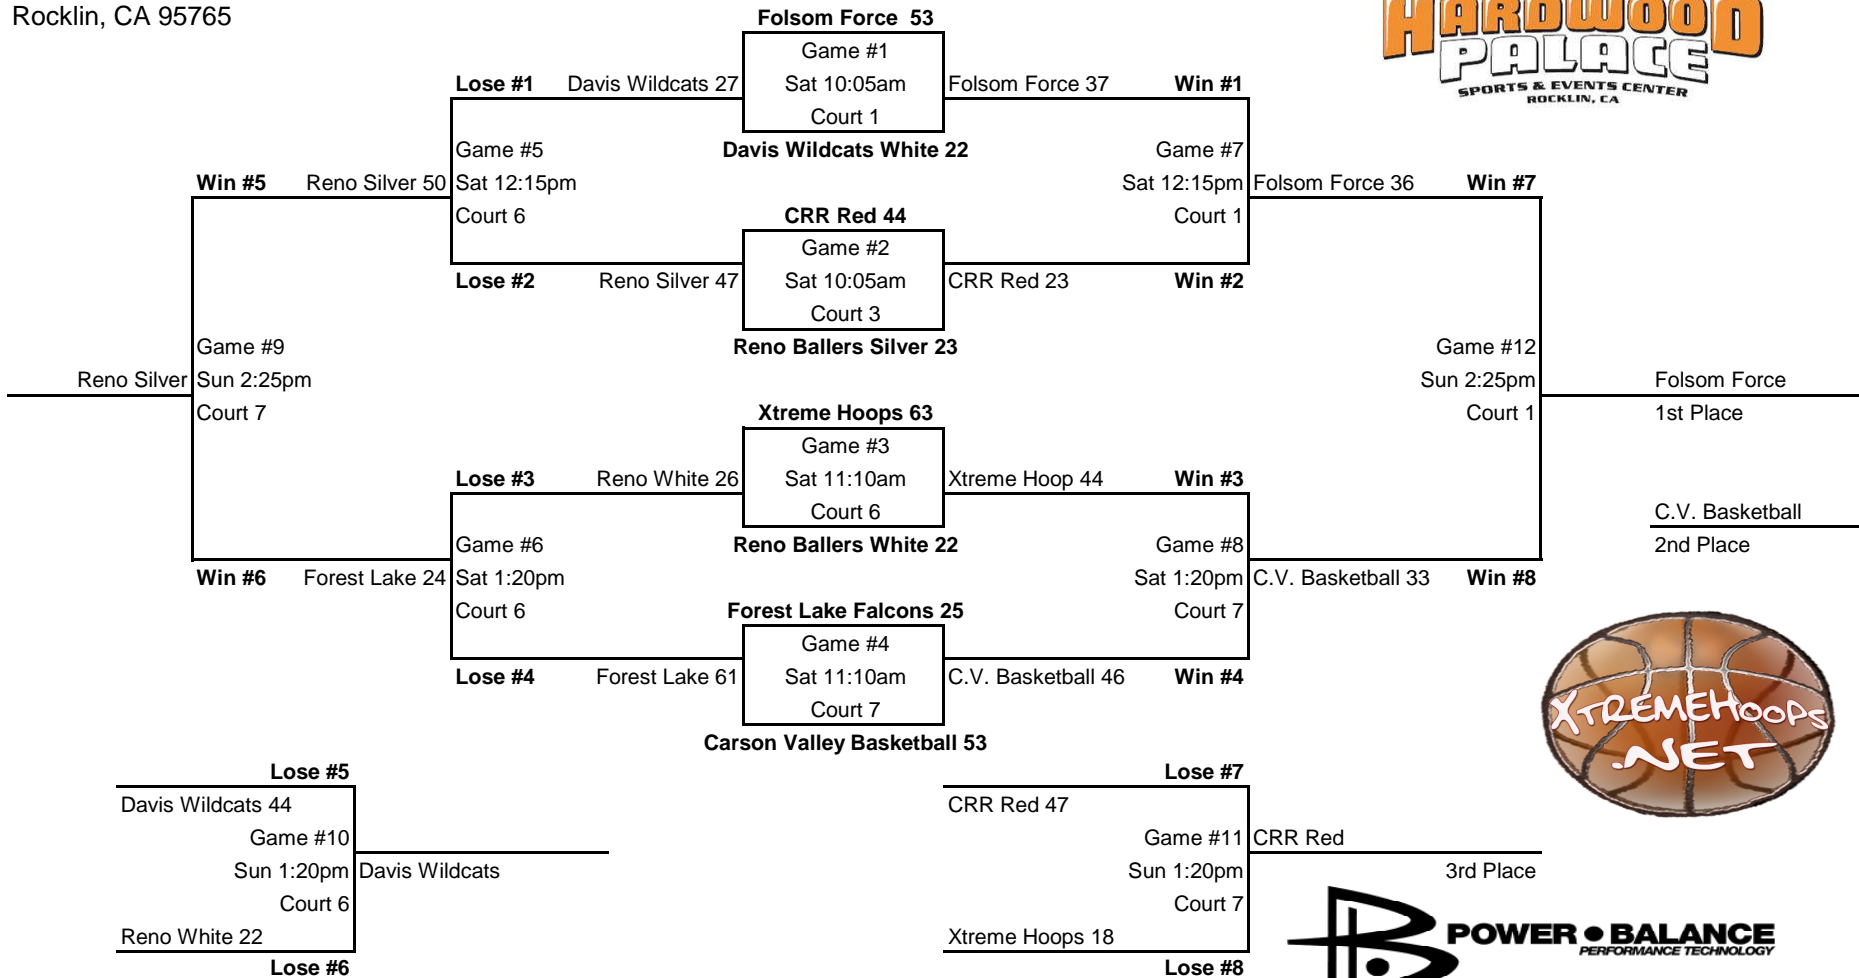 Rocklin, CA 95765
HARDWOOD
PALACE
SPORTS & EVENTS CENTER
ROCKLIN, CA
Folsom Force 53
Game #1
Lose #1 Davis Wildcats 27 Sat 10:05am Folsom Force 37 Win #1
Court 1
Game #5 Davis Wildcats White 22 Game #7
Win #5 Reno Silver 50 Sat 12:15pm Sat 12:15pm Folsom Force 36 Win #7
Court 6 CRR Red 44 Court 1
Game #2
Lose #2 Reno Silver 47 Sat 10:05am CRR Red 23 Win #2
Court 3
Game #9 Reno Ballers Silver 23 Game #12
Reno Silver Sun 2:25pm Sun 2:25pm Folsom Force
Court 7 Xtreme Hoops 63 Court 1 1st Place
Game #3
Lose #3 Reno White 26 Sat 11:10am Xtreme Hoop 44 Win #3
Court 6 C.V. Basketball
Game #6 Reno Ballers White 22 Game #8 2nd Place
Win #6 Forest Lake 24 Sat 1:20pm Sat 1:20pm C.V. Basketball 33 Win #8
Court 6 Forest Lake Falcons 25 Court 7
Game #4
Lose #4 Forest Lake 61 Sat 11:10am C.V. Basketball 46 Win #4
Court 7
XTREMEHOOPS
.NET
Carson Valley Basketball 53
Lose #5 Lose #7
Davis Wildcats 44 CRR Red 47
Game #10 Game #11 CRR Red
Sun 1:20pm Davis Wildcats Sun 1:20pm 3rd Place
Court 6 Court 7
Reno White 22 Xtreme Hoops 18
POWER BALANCE
PERFORMANCE TECHNOLOGY
Lose #6 Lose #8